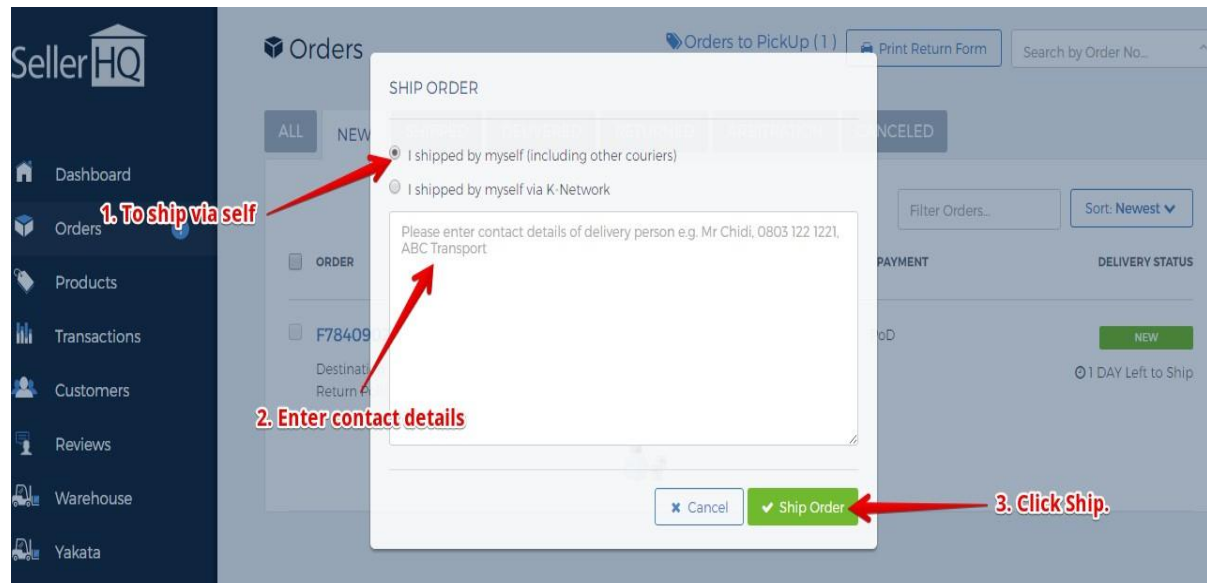 Seller HQ
Dashboard
Orders
Products
Transactions
Customers
Reviews
Warehouse
Yakata
Orders
Orders to PickUp (1)
Print Return Form
Search by Order No...
ALL
NEW
CANCELED
Filter Orders...
Sort: Newest
ORDER
PAYMENT
DELIVERY STATUS
NEW
1 DAY Left to Ship
SHIP ORDER
I shipped by myself (including other couriers)
I shipped by myself via K-Network
Please enter contact details of delivery person e.g. Mr Chidi, 0803 122 1221,
ABC Transport
Cancel
Ship Order
1. To ship via self
2. Enter contact details
3. Click Ship.